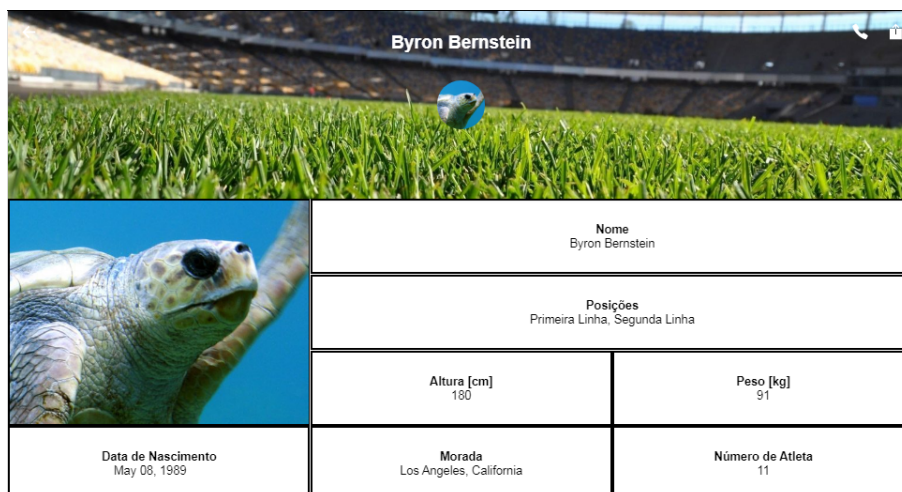 Byron Bernstein
Nome
Byron Bernstein
Posições
Primeira Linha, Segunda Linha
Altura [cm]
180
Peso [kg]
91
Data de Nascimento
May 08, 1989
Morada
Los Angeles, California
Número de Atleta
11